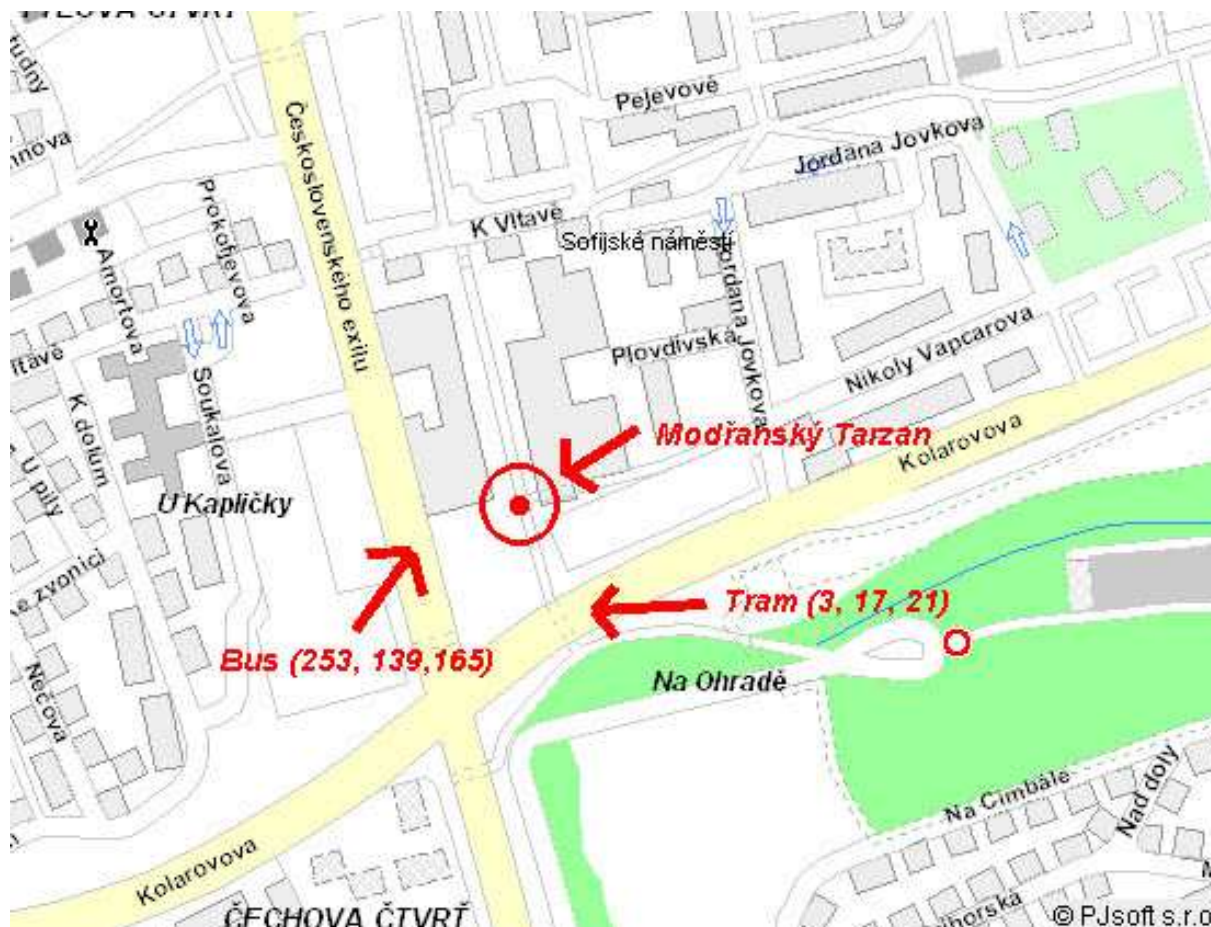 TYLOVA ČTVRŤ
Pejevové
Jordana Jovkova
Československého exilu
Prokofjevova
K Vltavě
Sofijské náměstí
Amortova
Jordana Jovkova
Plovdivská
Nikoly Vapcarova
Soukalova
K dolům
U pily
Modřanský Tarzan
Kolarovova
U Kapličky
Tram (3, 17, 21)
Bus (253, 139,165)
Na Ohradě
Nečova
Na Cimbále
Nad doly
Kolarovova
ČECHOVA ČTVRŤ
© PJsoft s.r.o